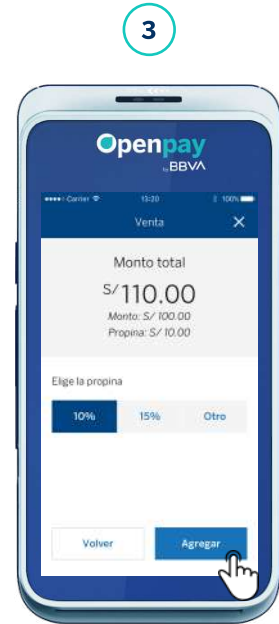 3
Openpay
by BBVA
Carrier 13:20 100%
Venta
Monto total
S/110.00
Monto: S/ 100.00
Propina: S/ 10.00
Elige la propina
10% 15% Otro
Volver Agregar